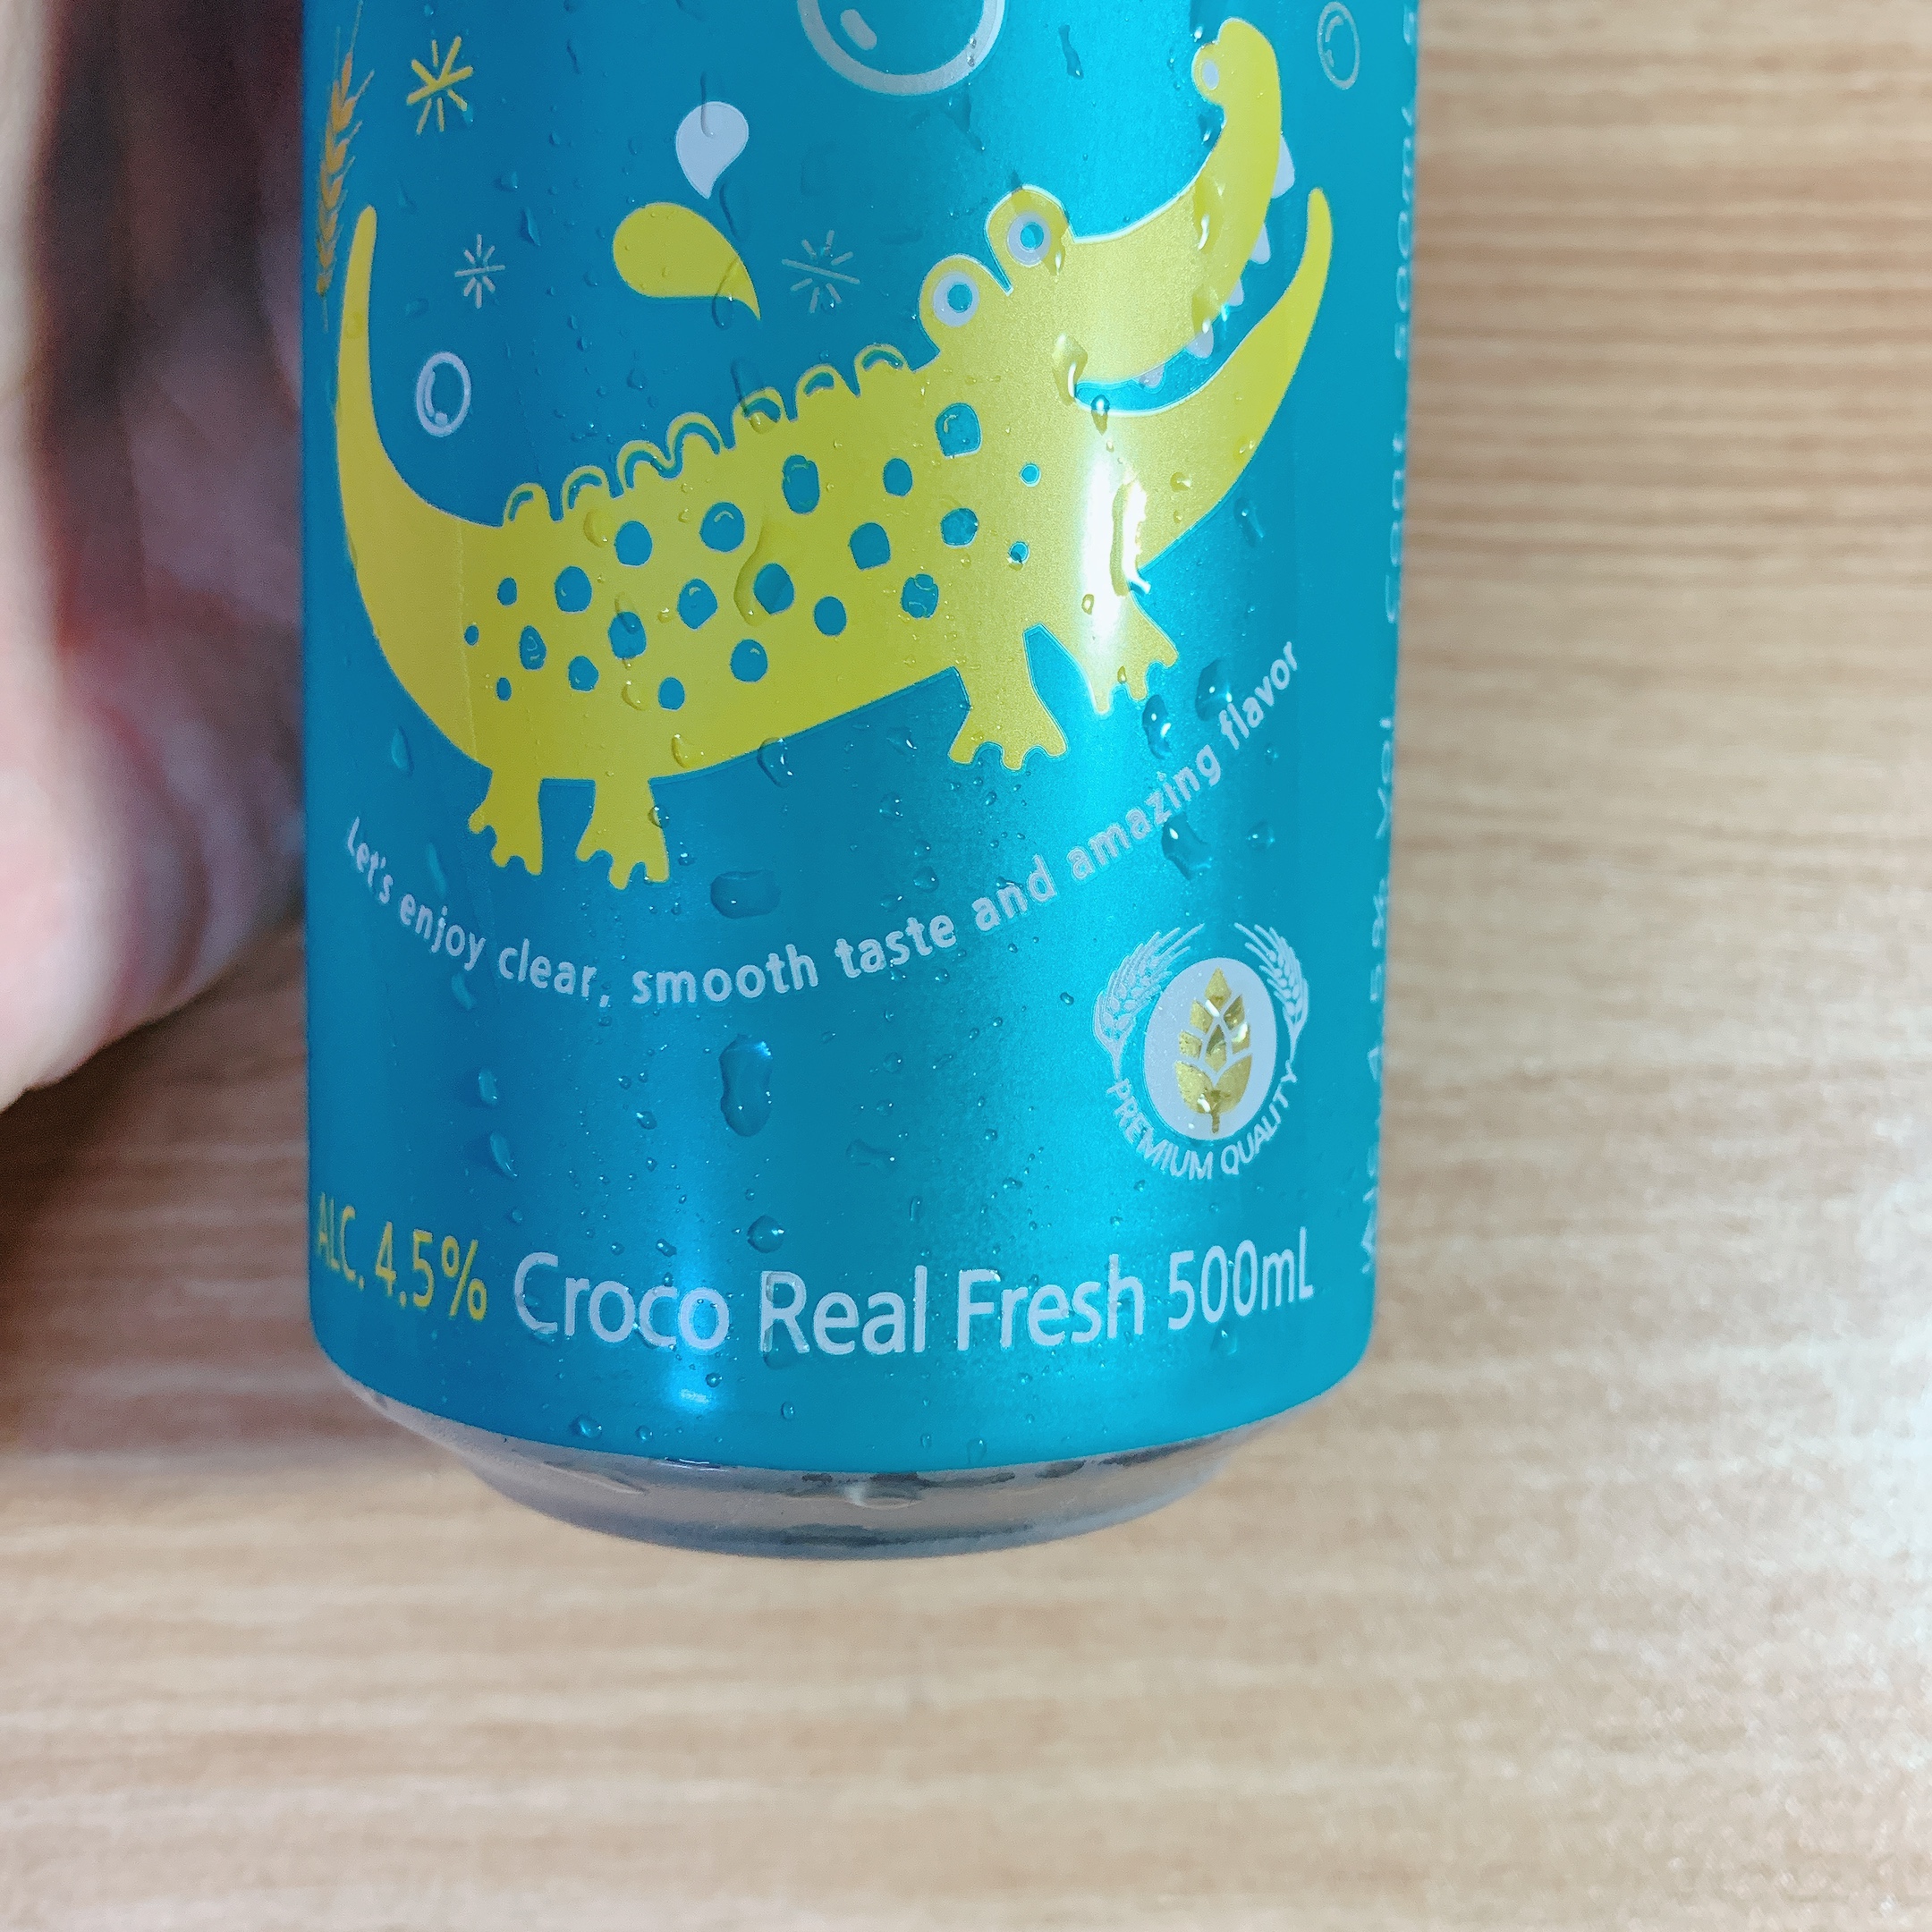 Let's enjoy clear, smooth taste and amazing flavor
PREMIUM QUALITY
ALC. 4.5% Croco Real Fresh 500mL